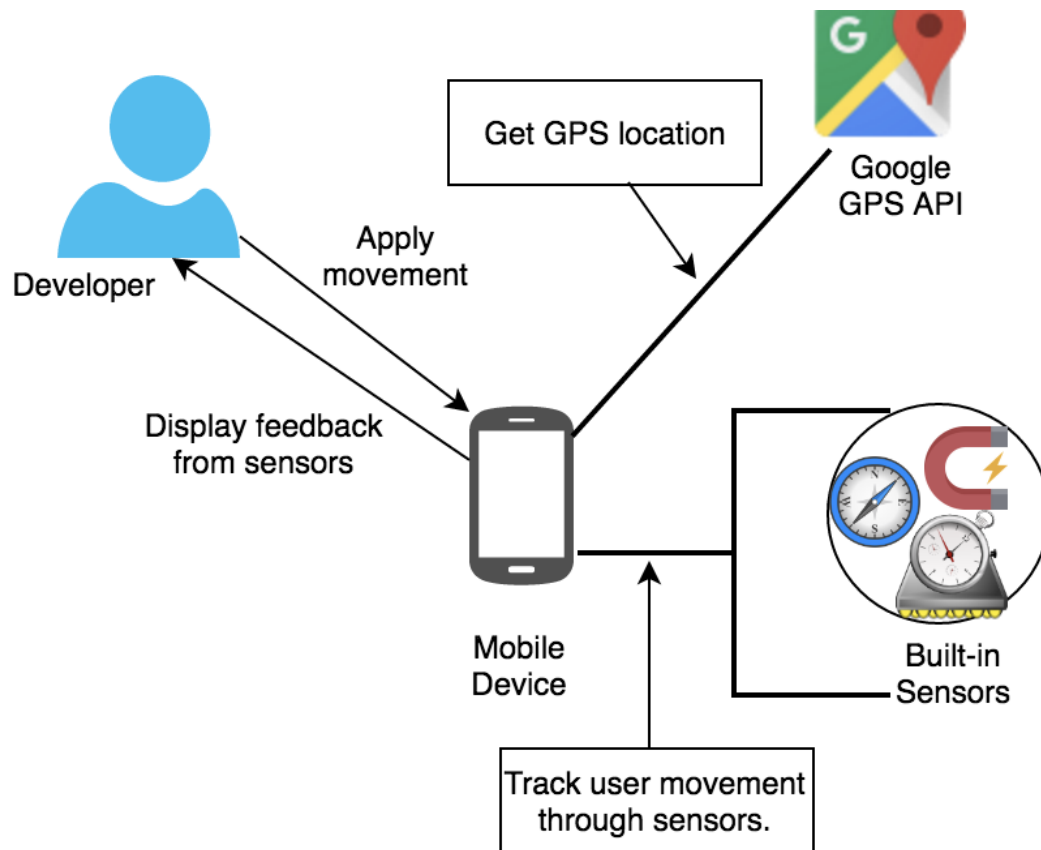 G
Get GPS location
Google
GPS API
Apply
movement
Developer
Display feedback
from sensors
N
E
S
W
Mobile
Device
Built-in
Sensors
Track user movement
through sensors.